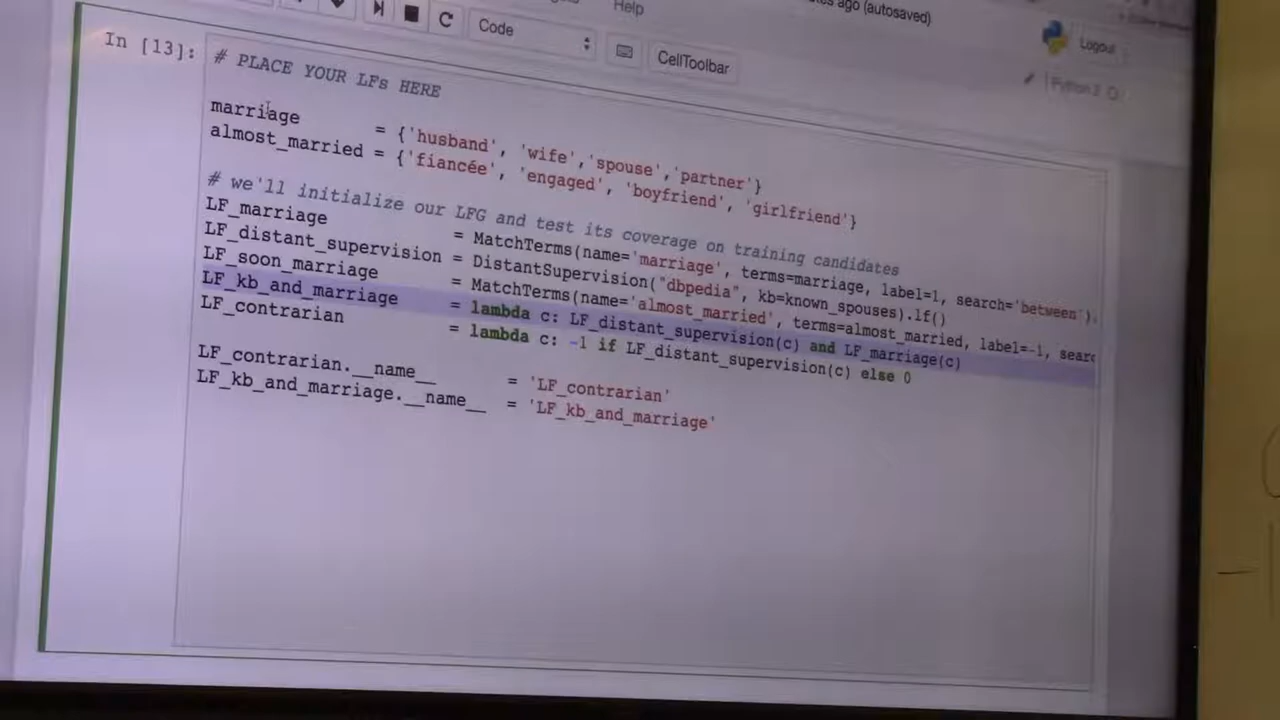 Help
ago (autosaved)
Code
CellToolbar
Logout
Python 2
In [13]:
# PLACE YOUR LFs HERE
marriage = {'husband', 'wife','spouse','partner'}
almost_married = {'fiancée', 'engaged', 'boyfriend', 'girlfriend'}
# we'll initialize our LFG and test its coverage on training candidates
LF_marriage = MatchTerms(name='marriage', terms=marriage, label=1, search='between').
LF_distant_supervision = DistantSupervision("dbpedia", kb=known_spouses).lf()
LF_soon_marriage = MatchTerms(name='almost_married', terms=almost_married, label=-1, searc
LF_kb_and_marriage = lambda c: LF_distant_supervision(c) and LF_marriage(c)
LF_contrarian = lambda c: -1 if LF_distant_supervision(c) else 0
LF_contrarian.__name__ = 'LF_contrarian'
LF_kb_and_marriage.__name__ = 'LF_kb_and_marriage'